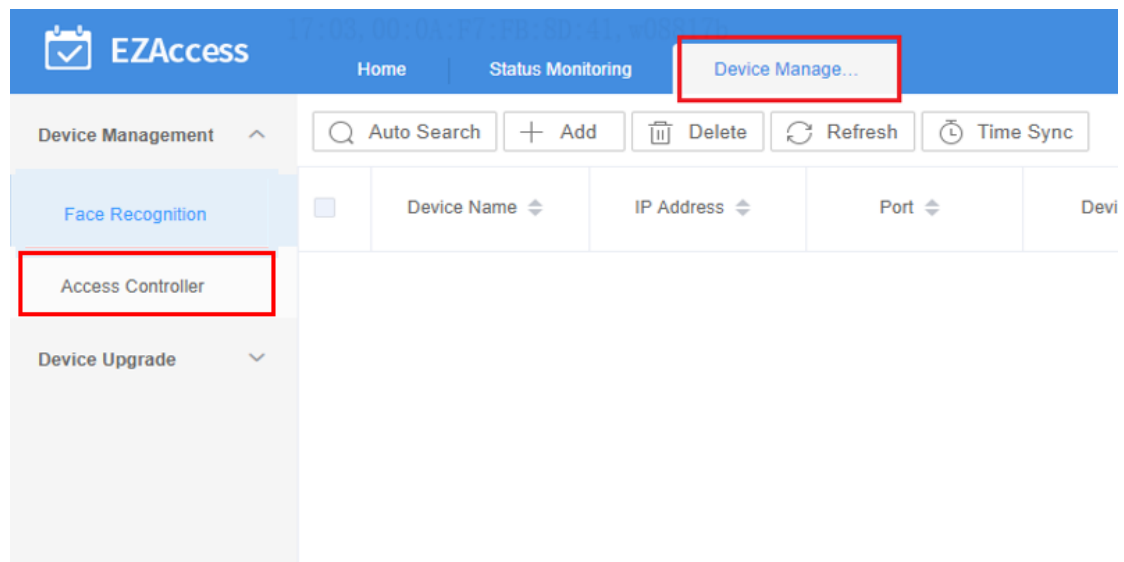 EZAccess
Home Status Monitoring Device Manage...
Device Management
Auto Search Add Delete Refresh Time Sync
Device Name IP Address Port Devi
Face Recognition
Access Controller
Device Upgrade